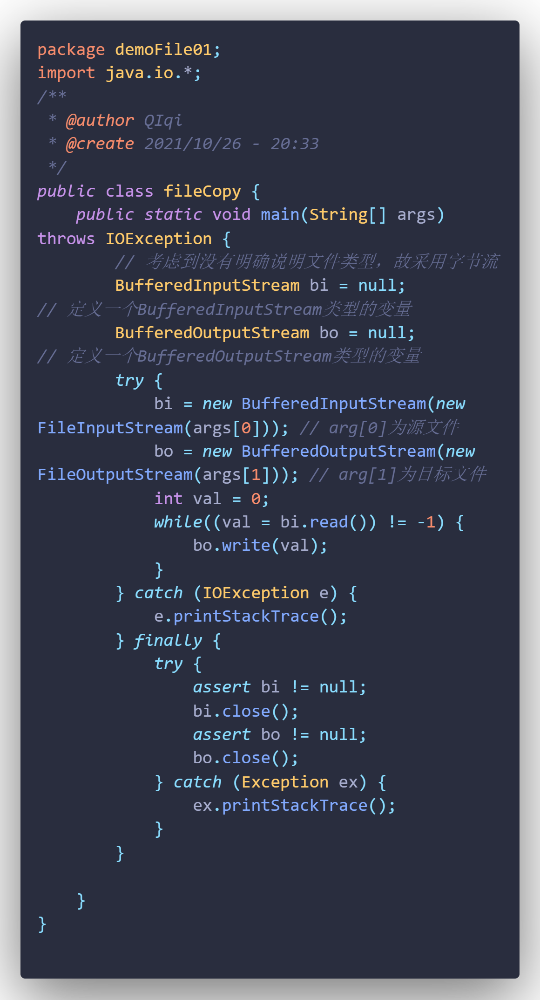 package demoFile01;
import java.io.*;
/**
 * @author QIqi
 * @create 2021/10/26 - 20:33
 */
public class fileCopy {
    public static void main(String[] args)
throws IOException {
        // 考虑到没有明确说明文件类型，故采用字节流
        BufferedInputStream bi = null;
// 定义一个BufferedInputStream类型的变量
        BufferedOutputStream bo = null;
// 定义一个BufferedOutputStream类型的变量
        try {
            bi = new BufferedInputStream(new
FileInputStream(args[0])); // arg[0]为源文件
            bo = new BufferedOutputStream(new
FileOutputStream(args[1])); // arg[1]为目标文件
            int val = 0;
            while((val = bi.read()) != -1) {
                bo.write(val);
            }
        } catch (IOException e) {
            e.printStackTrace();
        } finally {
            try {
                assert bi != null;
                bi.close();
                assert bo != null;
                bo.close();
            } catch (Exception ex) {
                ex.printStackTrace();
            }
        }

    }
}